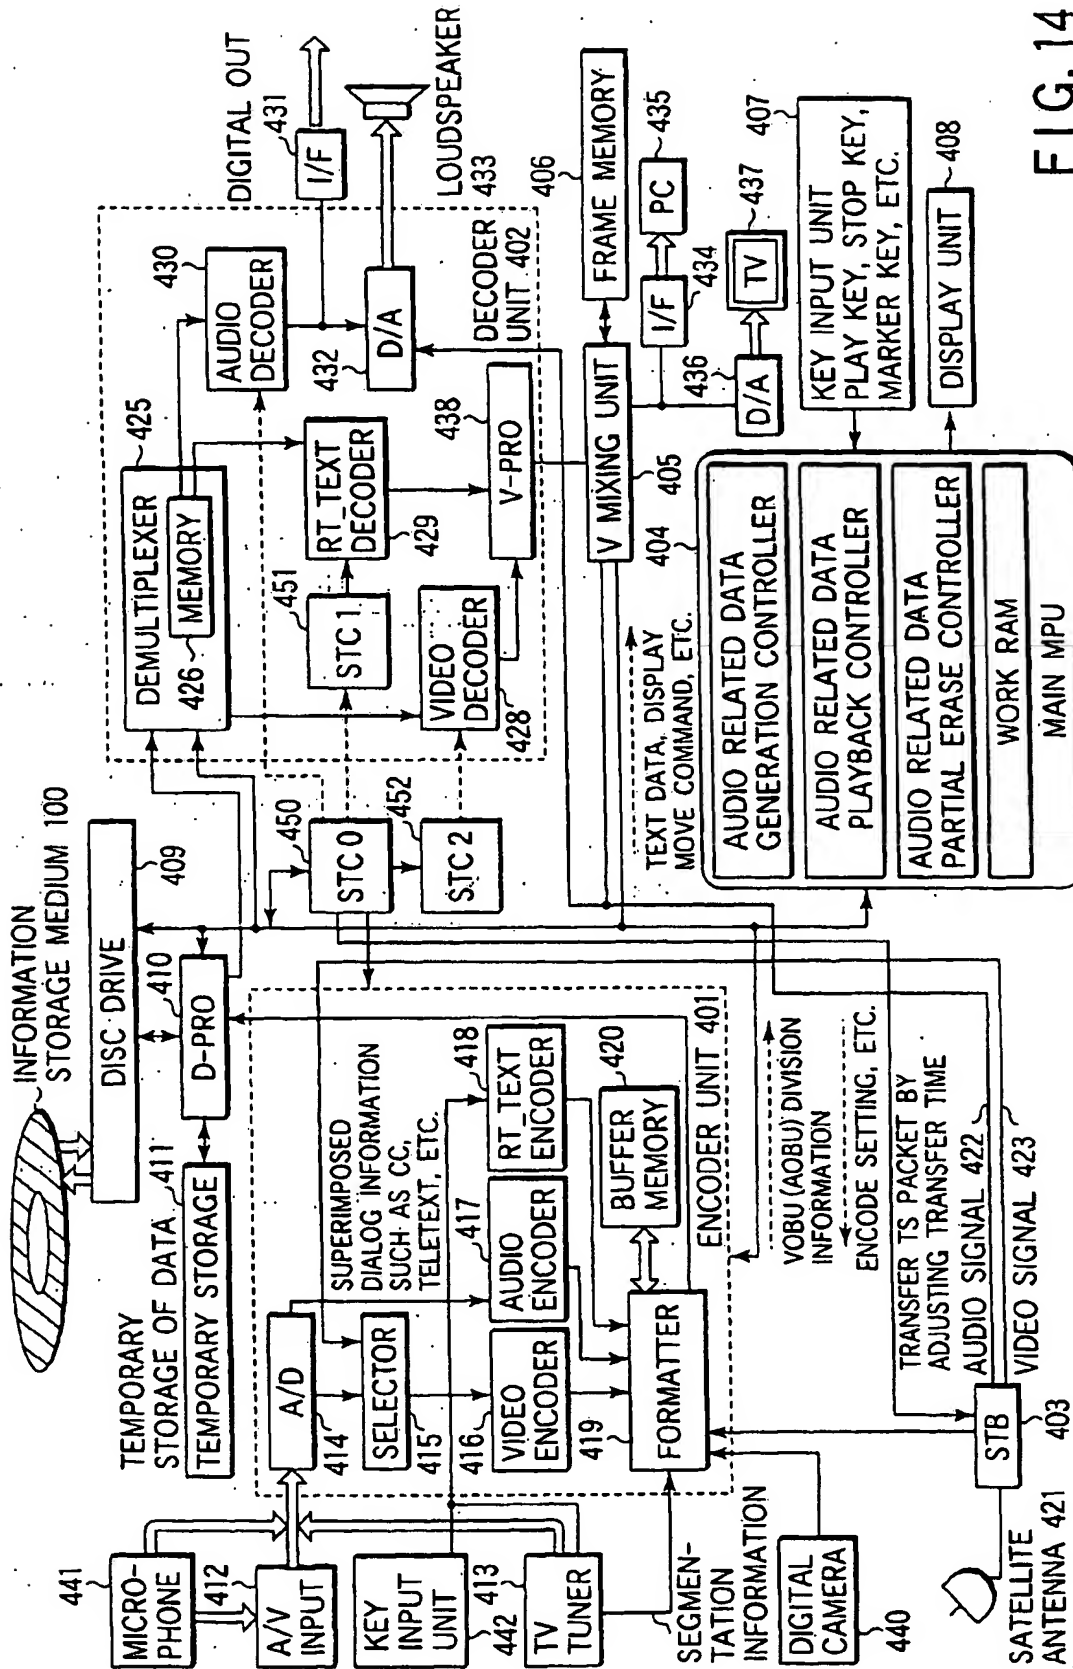 INFORMATION
STORAGE MEDIUM 100
DISC DRIVE
409
410
D-PRO
TEMPORARY
STORAGE OF DATA
411
TEMPORARY STORAGE
441
MICRO-
PHONE
412
A/V
INPUT
KEY
INPUT
UNIT
442
413
TV
TUNER
SEGMEN-
TATION
INFORMATION
DIGITAL
CAMERA
440
SATELLITE
ANTENNA 421
STB
403
A/D
414
SELECTOR
415
SUPERIMPOSED
DIALOG INFORMATION
SUCH AS CC,
TELETEXT, ETC.
416
VIDEO
ENCODER
417
AUDIO
ENCODER
418
RT_TEXT
ENCODER
419
FORMATTER
420
BUFFER
MEMORY
ENCODER UNIT 401
VOBU (AOBU) DIVISION
INFORMATION
ENCODE SETTING, ETC.
TRANSFER TS PACKET BY
ADJUSTING TRANSFER TIME
AUDIO SIGNAL 422
VIDEO SIGNAL 423
450
STC 0
452
STC 2
451
STC 1
425
DEMULTIPLEXER
MEMORY
426
VIDEO
DECODER
428
RT_TEXT
DECODER
429
430
AUDIO
DECODER
432
D/A
438
V-PRO
DECODER
UNIT 402
DIGITAL OUT
431
I/F
LOUDSPEAKER
433
406
FRAME MEMORY
V MIXING UNIT
405
435
PC
I/F
434
437
TV
436
D/A
TEXT DATA, DISPLAY
MOVE COMMAND, ETC.
404
AUDIO RELATED DATA
GENERATION CONTROLLER
AUDIO RELATED DATA
PLAYBACK CONTROLLER
AUDIO RELATED DATA
PARTIAL ERASE CONTROLLER
WORK RAM
MAIN MPU
407
KEY INPUT UNIT
PLAY KEY, STOP KEY,
MARKER KEY, ETC.
408
DISPLAY UNIT
FIG. 14